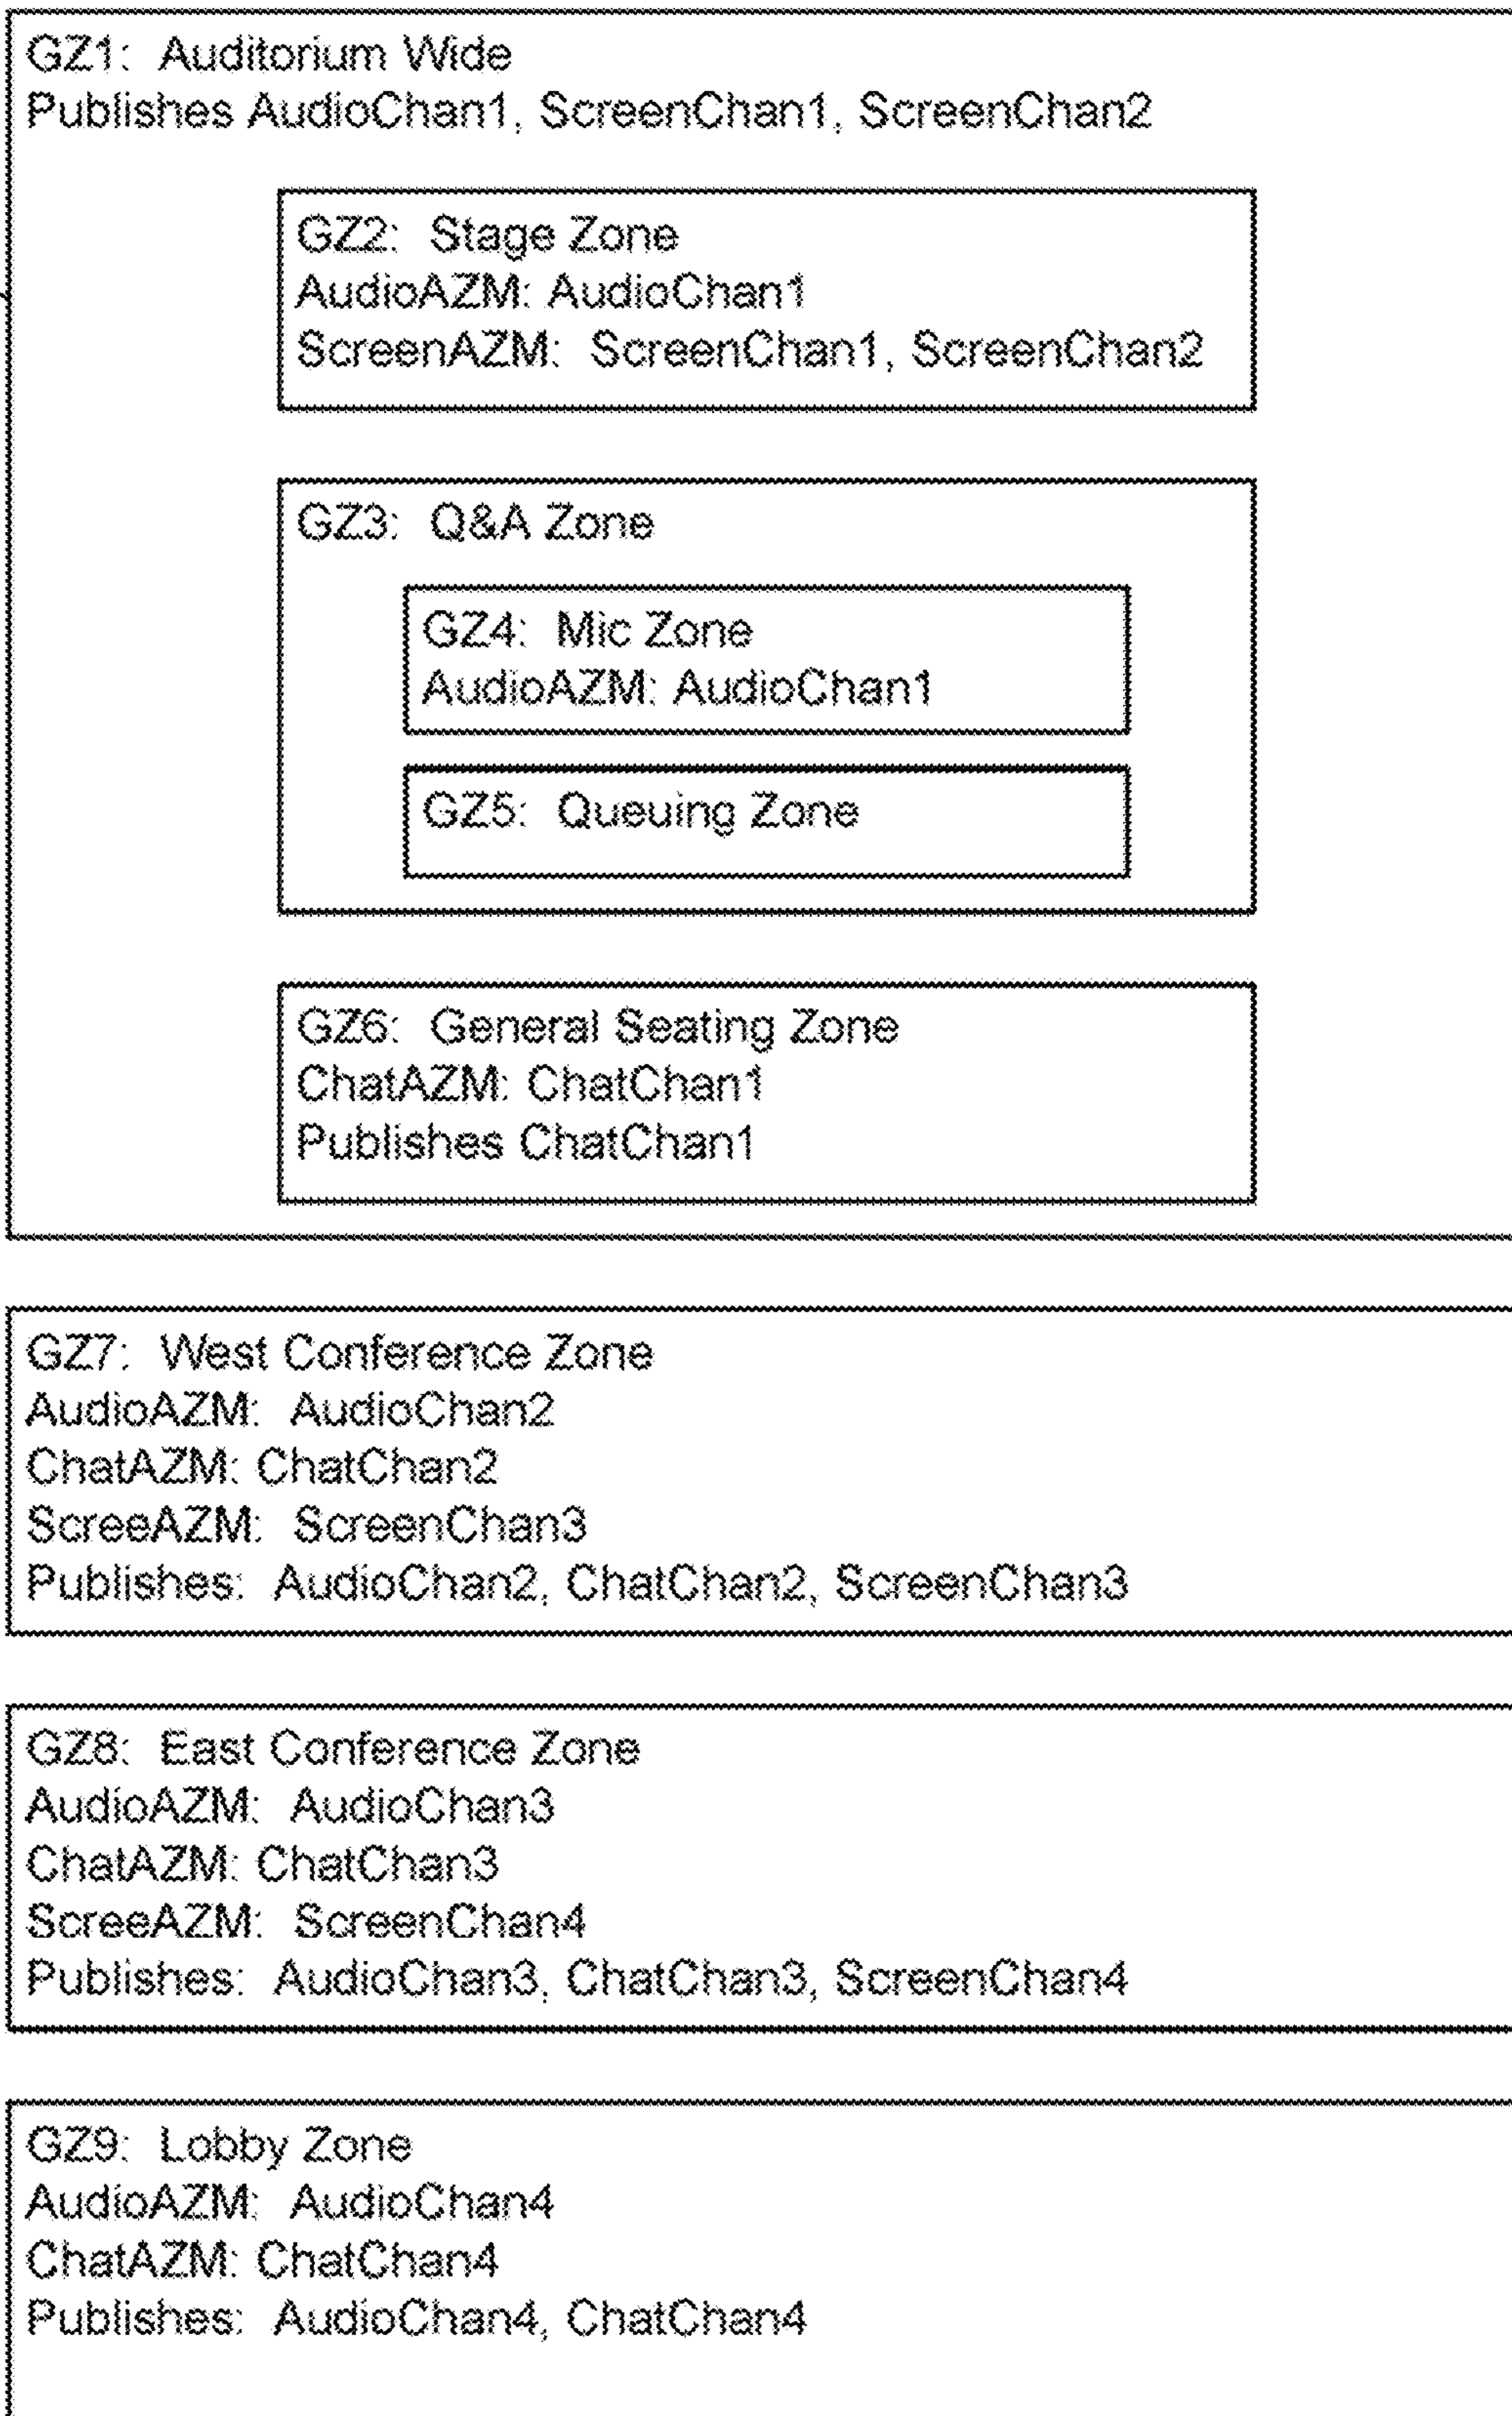 GZ1: Auditorium Wide
Publishes AudioChan1, ScreenChan1, ScreenChan2
GZ2: Stage Zone
AudioAZM: AudioChan1
ScreenAZM: ScreenChan1, ScreenChan2
GZ3: Q&A Zone
GZ4: Mic Zone
AudioAZM: AudioChan1
GZ5: Queuing Zone
GZ6: General Seating Zone
ChatAZM: ChatChan1
Publishes ChatChan1
GZ7: West Conference Zone
AudioAZM: AudioChan2
ChatAZM: ChatChan2
ScreeAZM: ScreenChan3
Publishes: AudioChan2, ChatChan2, ScreenChan3
GZ8: East Conference Zone
AudioAZM: AudioChan3
ChatAZM: ChatChan3
ScreeAZM: ScreenChan4
Publishes: AudioChan3, ChatChan3, ScreenChan4
GZ9: Lobby Zone
AudioAZM: AudioChan4
ChatAZM: ChatChan4
Publishes: AudioChan4, ChatChan4